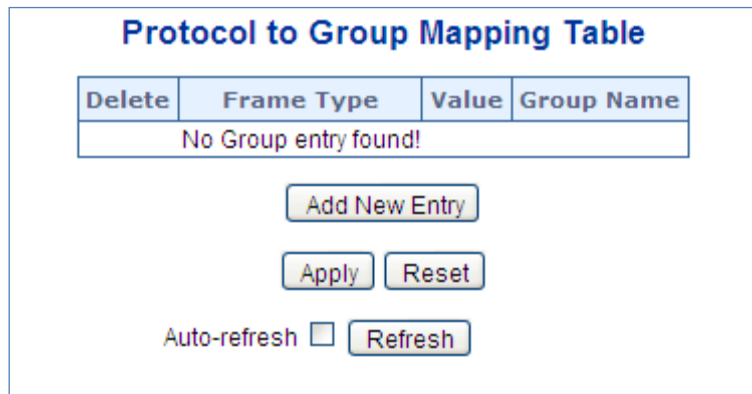 Protocol to Group Mapping Table
Delete Frame Type Value Group Name
No Group entry found!
Add New Entry
Apply Reset
Auto-refresh Refresh